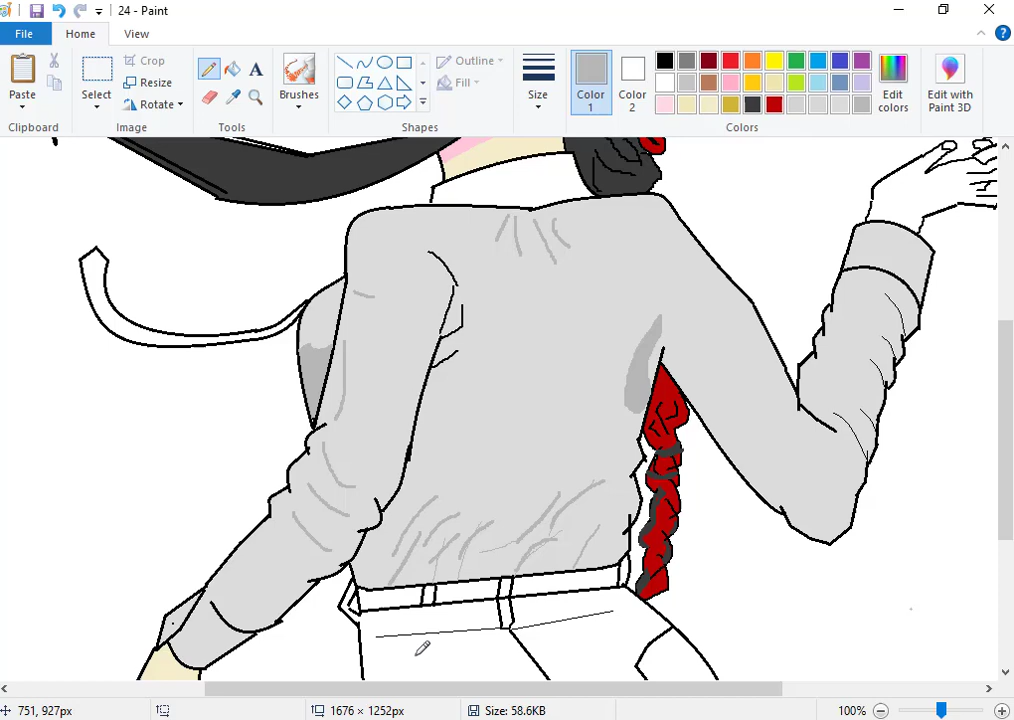 24 - Paint
File Home View
Paste
Select
Crop
Resize
Rotate
A
Brushes
Outline
Fill
Size
Color 1
Color 2
Edit colors
Edit with Paint 3D
Clipboard Image Tools Shapes Colors
751, 927px 1676 × 1252px Size: 58.6KB 100%